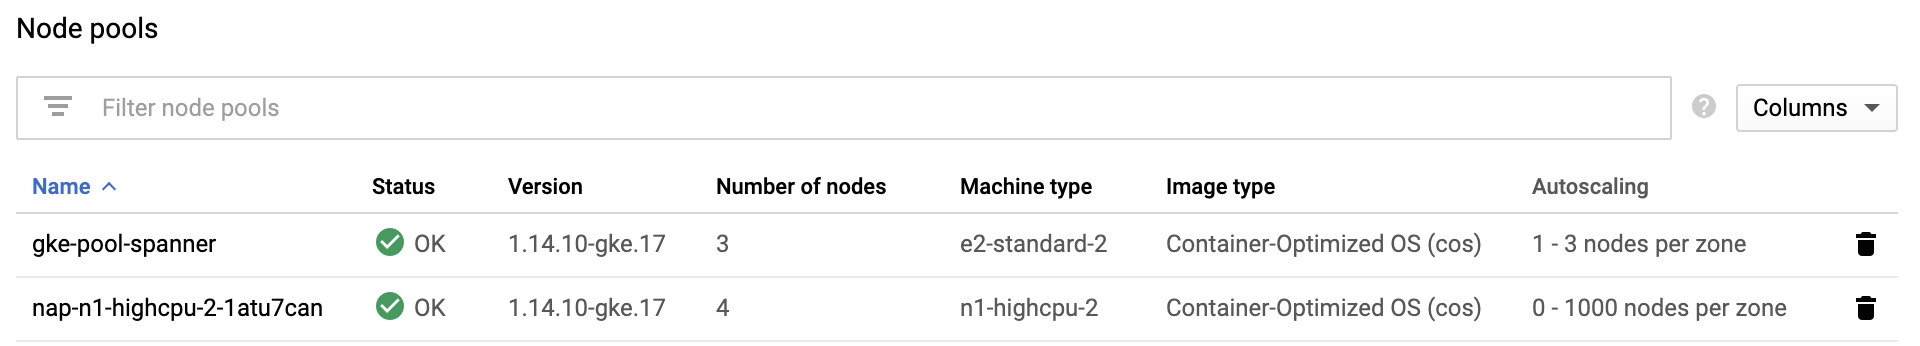 Node pools
Filter node pools
Columns
Name Status Version Number of nodes Machine type Image type Autoscaling
gke-pool-spanner OK 1.14.10-gke.17 3 e2-standard-2 Container-Optimized OS (cos) 1 - 3 nodes per zone
nap-n1-highcpu-2-1atu7can OK 1.14.10-gke.17 4 n1-highcpu-2 Container-Optimized OS (cos) 0 - 1000 nodes per zone